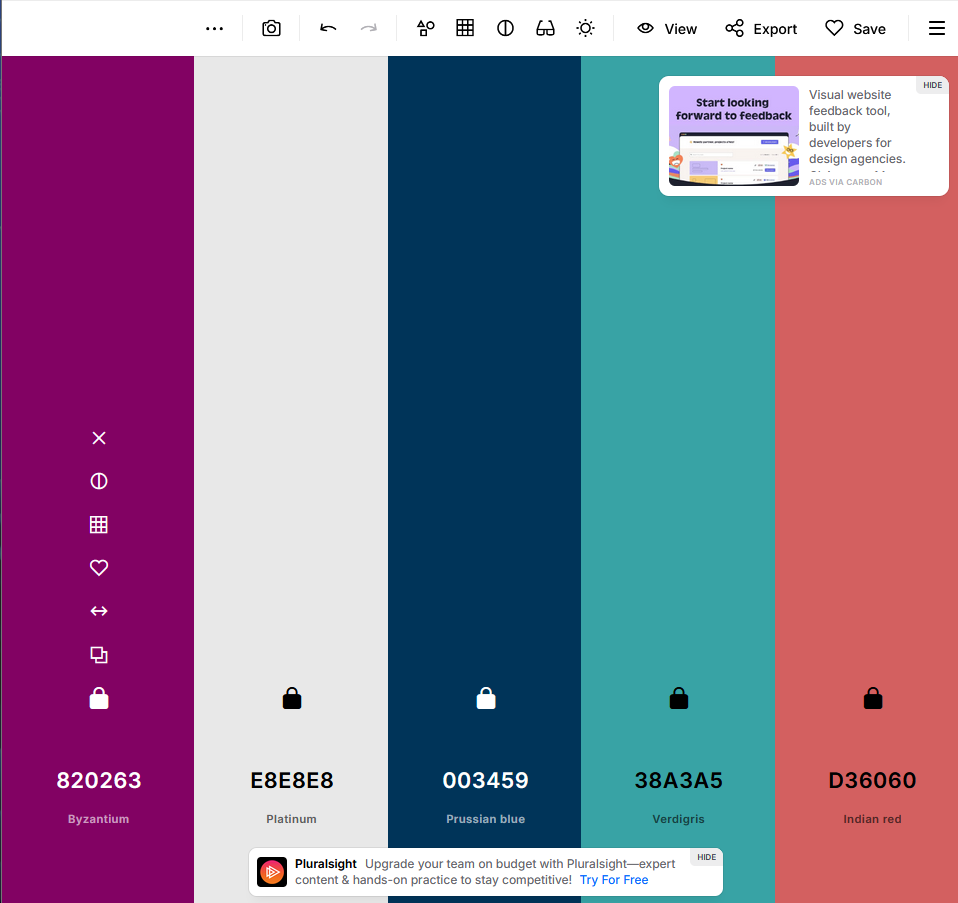 View
Export
Save
HIDE
Start looking
forward to feedback
Visual website
feedback tool,
built by
developers for
design agencies.
ADS VIA CARBON
820263
E8E8E8
003459
38A3A5
D36060
Byzantium
Platinum
Prussian blue
Verdigris
Indian red
HIDE
Pluralsight Upgrade your team on budget with Pluralsight—expert
content & hands-on practice to stay competitive! Try For Free